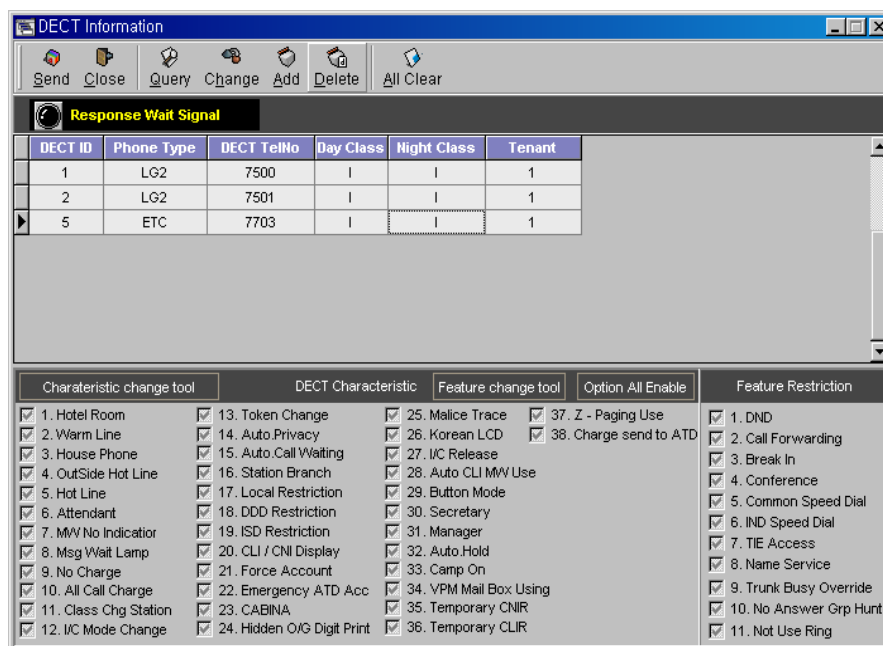 DECT Information
Send Close Query Change Add Delete All Clear
Response Wait Signal
DECT ID Phone Type DECT TelNo Day Class Night Class Tenant
1 LG2 7500 I I 1
2 LG2 7501 I I 1
5 ETC 7703 I I 1
Charateristic change tool DECT Characteristic Feature change tool Option All Enable Feature Restriction
1. Hotel Room
2. Warm Line
3. House Phone
4. OutSide Hot Line
5. Hot Line
6. Attendant
7. MW No Indicatior
8. Msg Wait Lamp
9. No Charge
10. All Call Charge
11. Class Chg Station
12. I/C Mode Change
13. Token Change
14. Auto.Privacy
15. Auto.Call Waiting
16. Station Branch
17. Local Restriction
18. DDD Restriction
19. ISD Restriction
20. CLI / CNI Display
21. Force Account
22. Emergency ATD Acc
23. CABINA
24. Hidden O/G Digit Print
25. Malice Trace
26. Korean LCD
27. I/C Release
28. Auto CLI MW Use
29. Button Mode
30. Secretary
31. Manager
32. Auto.Hold
33. Camp On
34. VPM Mail Box Using
35. Temporary CNIR
36. Temporary CLIR
37. Z - Paging Use
38. Charge send to ATD
1. DND
2. Call Forwarding
3. Break In
4. Conference
5. Common Speed Dial
6. IND Speed Dial
7. TIE Access
8. Name Service
9. Trunk Busy Override
10. No Answer Grp Hunt
11. Not Use Ring